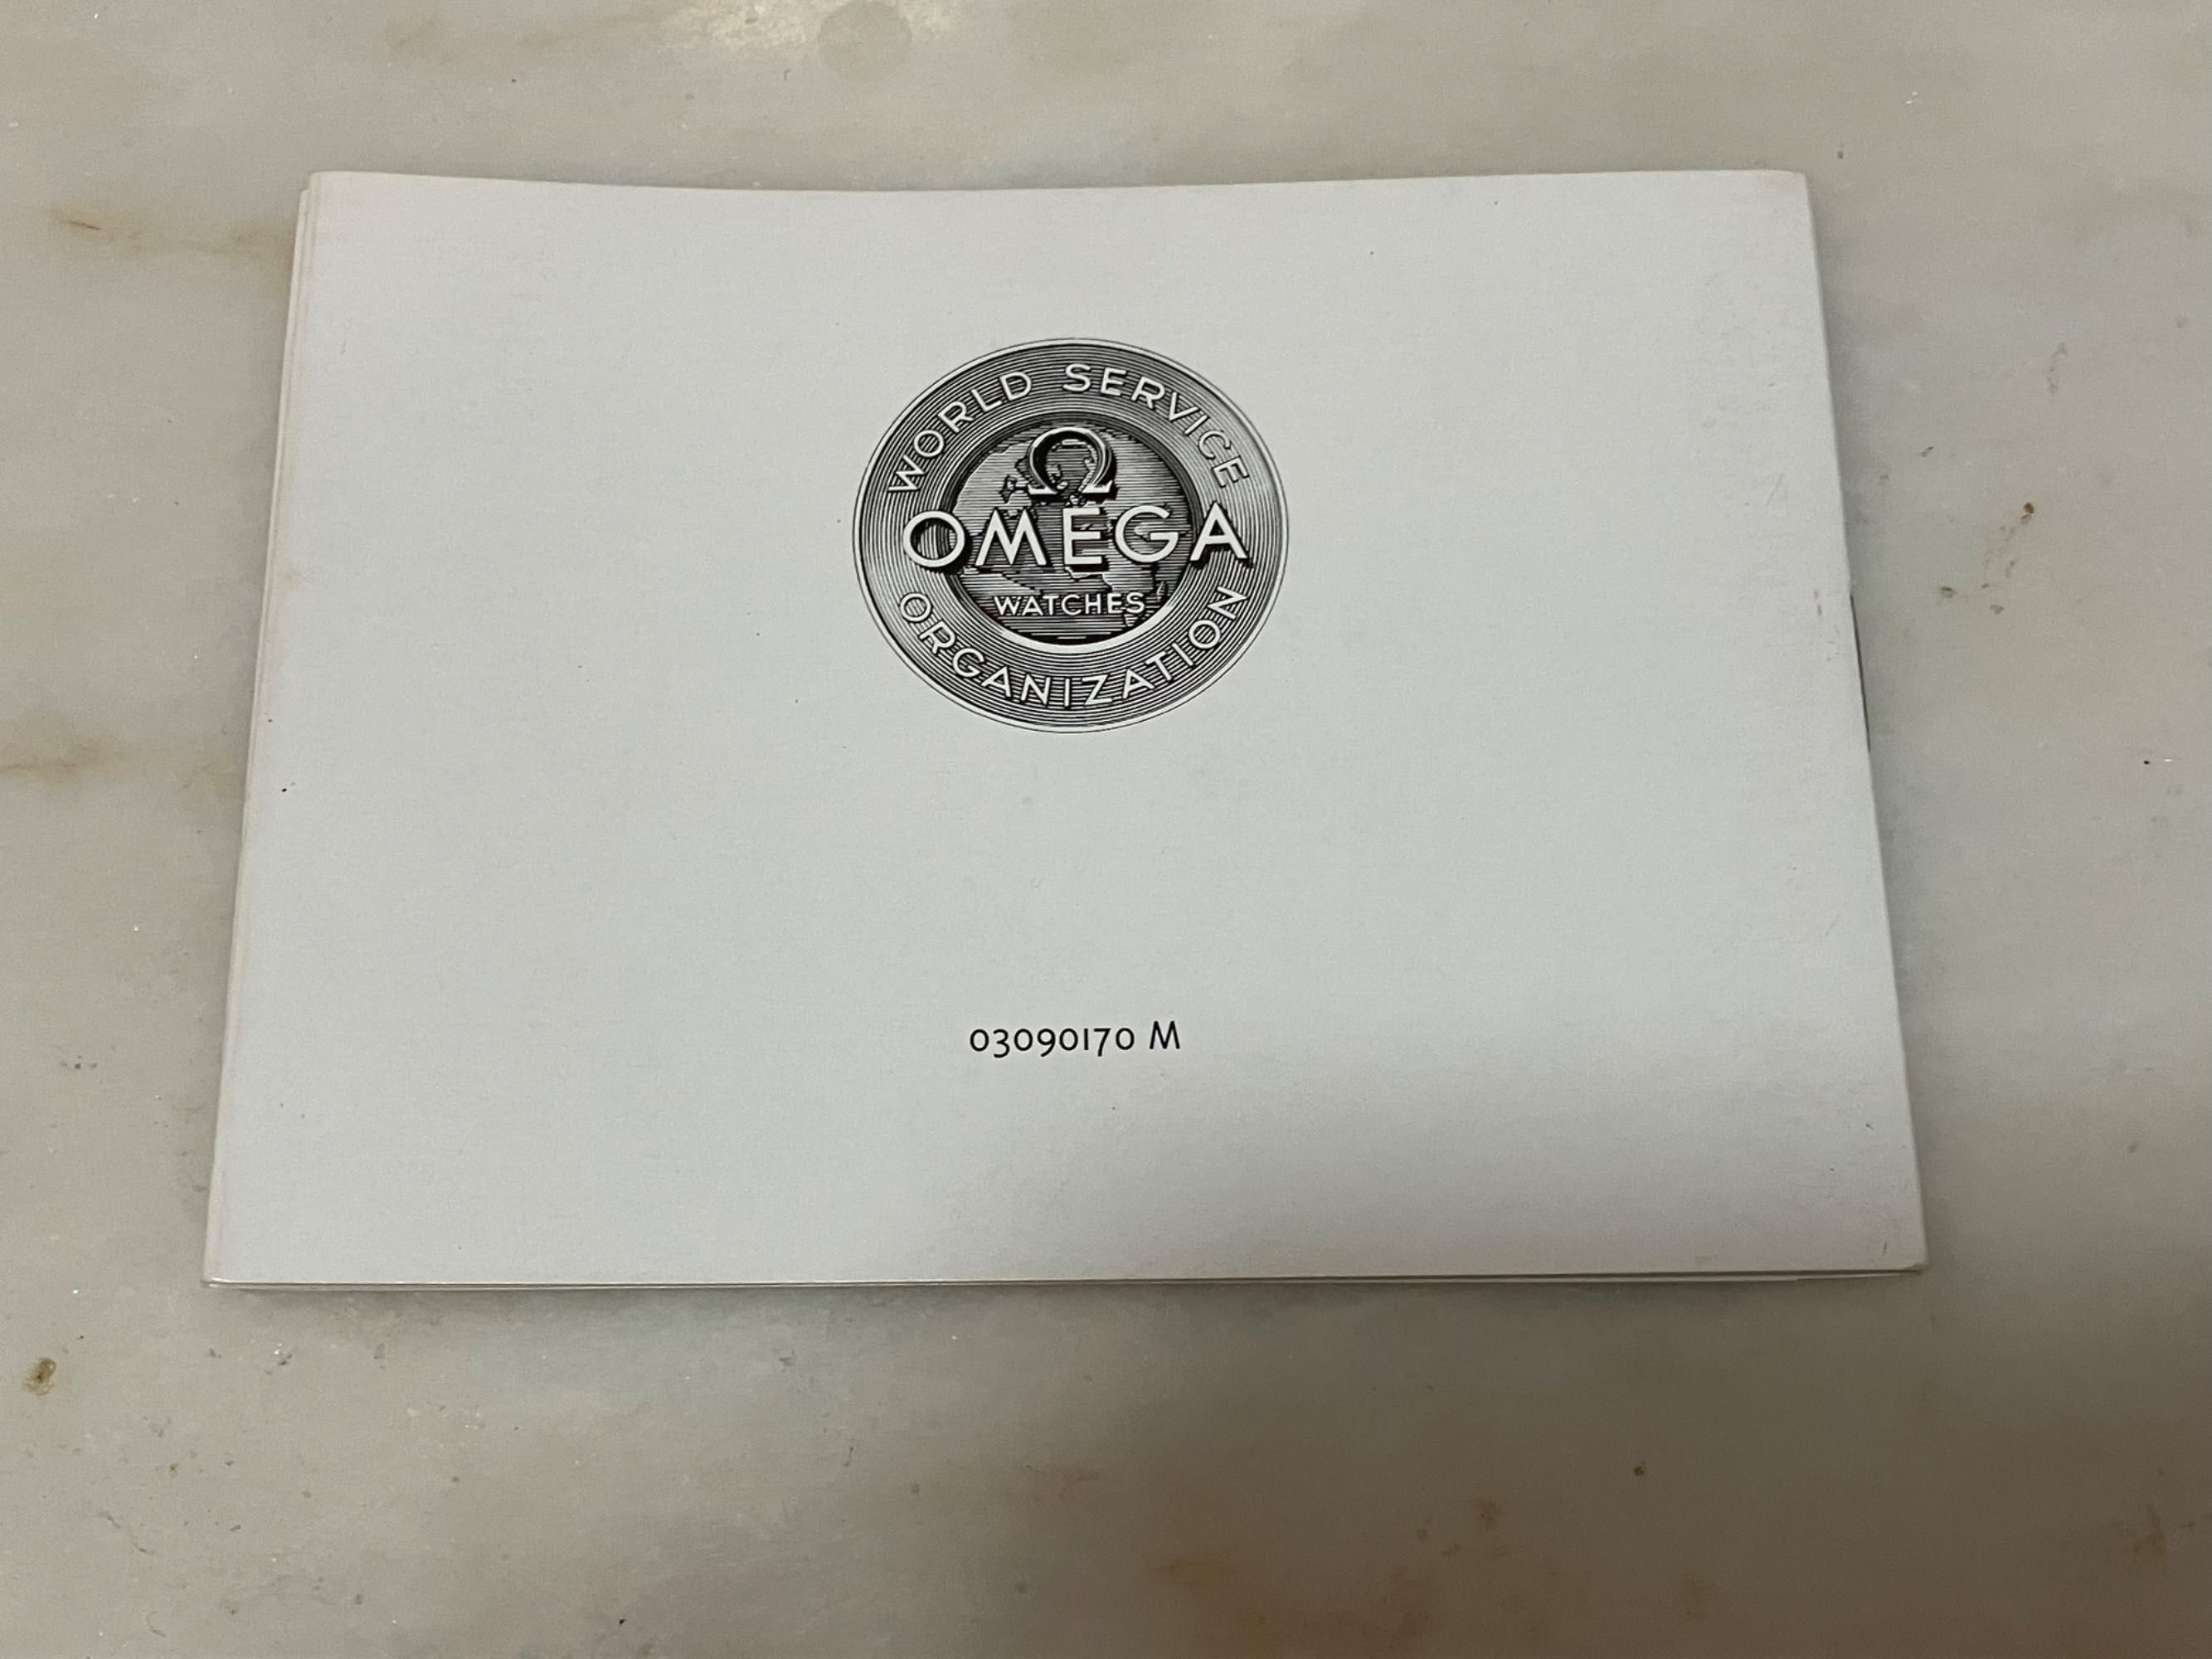 WORLD SERVICE
Ω
OMEGA
WATCHES
ORGANIZATION
03090170 M